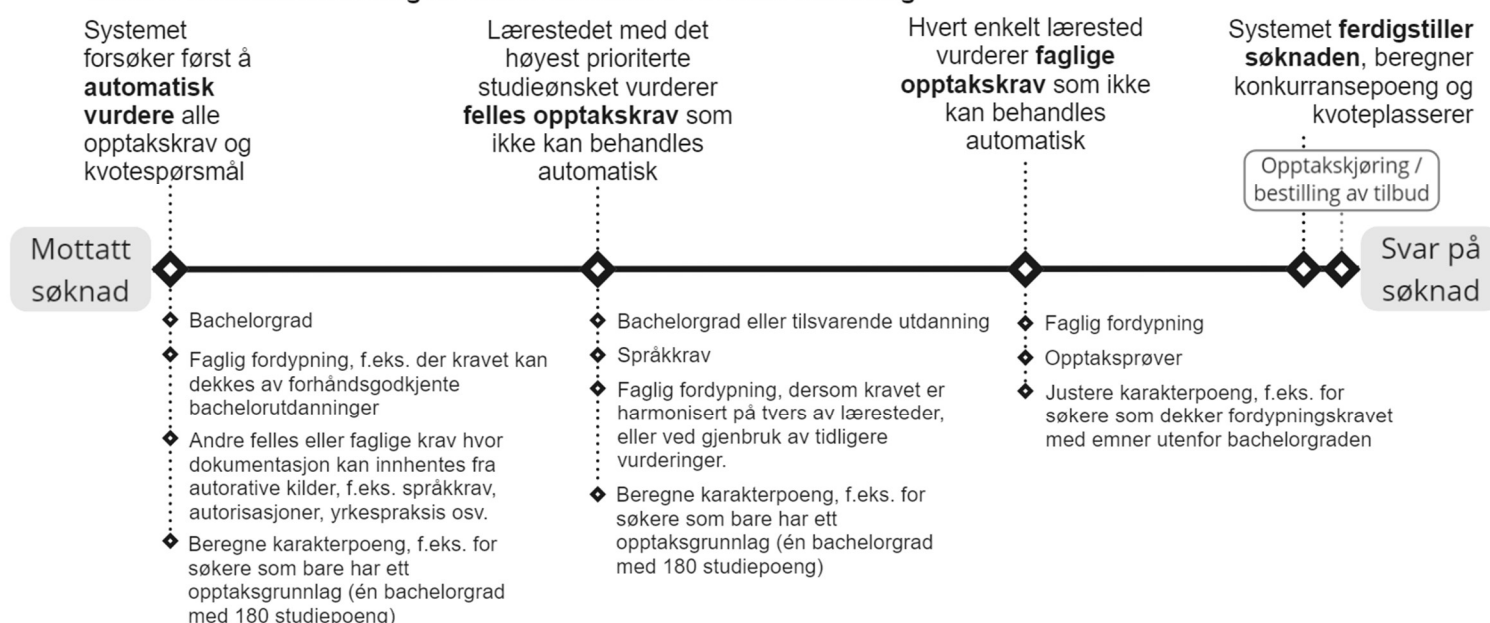 Systemet
forsøker først å
automatisk
vurdere alle
opptakskrav og
kvotespørsmål
Lærestedet med det
høyest prioriterte
studieønsket vurderer
felles opptakskrav som
ikke kan behandles
automatisk
Hvert enkelt lærested
vurderer faglige
opptakskrav som ikke
kan behandles
automatisk
Systemet ferdigstiller
søknaden, beregner
konkurransepoeng og
kvoteplasserer
Opptakskjøring /
bestilling av tilbud
Mottatt
søknad
Svar på
søknad
Bachelorgrad
Faglig fordypning, f.eks. der kravet kan
dekkes av forhåndsgodkjente
bachelorutdanninger
Andre felles eller faglige krav hvor
dokumentasjon kan innhentes fra
autorative kilder, f.eks. språkkrav,
autorisasjoner, yrkespraksis osv.
Beregne karakterpoeng, f.eks. for
søkere som bare har ett
opptaksgrunnlag (én bachelorgrad
med 180 studiepoeng)
Bachelorgrad eller tilsvarende utdanning
Språkkrav
Faglig fordypning, dersom kravet er
harmonisert på tvers av læresteder,
eller ved gjenbruk av tidligere
vurderinger.
Beregne karakterpoeng, f.eks. for
søkere som bare har ett
opptaksgrunnlag (én bachelorgrad
med 180 studiepoeng)
Faglig fordypning
Opptaksprøver
Justere karakterpoeng, f.eks. for
søkere som dekker fordypningskravet
med emner utenfor bachelorgraden